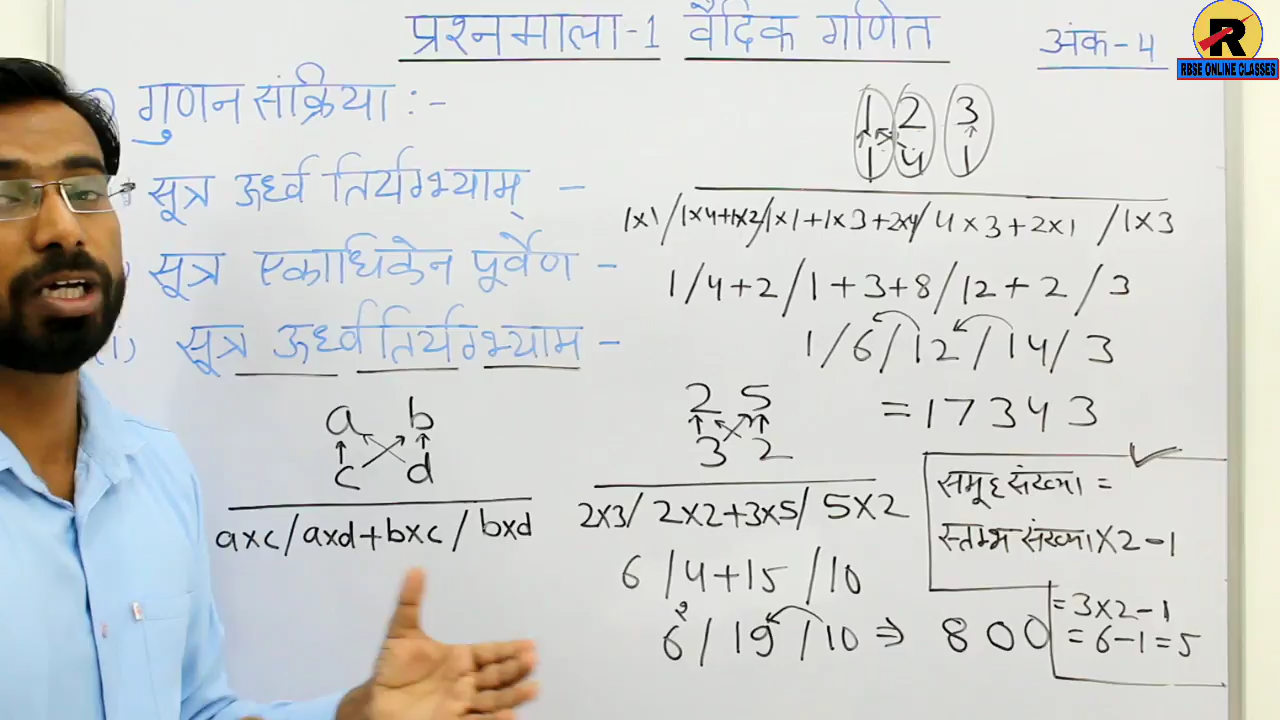 प्रश्नमाला-1 वैदिक गणित
अंक-4
R
RBSE ONLINE CLASSES
गुणन संक्रिया :-
सूत्र ऊर्ध्व तिर्यग्भ्याम् -
सूत्र एकाधिकेन पूर्वेण -
सूत्र ऊर्ध्वतिर्यग्भ्याम -
a b
c d
axc/axd+bxc/bxd
1 2 3
1 4 1
1x1/1x4+1x2/1x1+1x3+2x4/4x3+2x1/1x3
1/4+2/1+3+8/12+2/3
1/6/12/14/3
=17343
2 5
3 2
2x3/2x2+3x5/5x2
6/4+15/10
2
6/19/10⇒800
समूह संख्या =
स्तम्भ संख्या x2-1
=3x2-1
=6-1=5